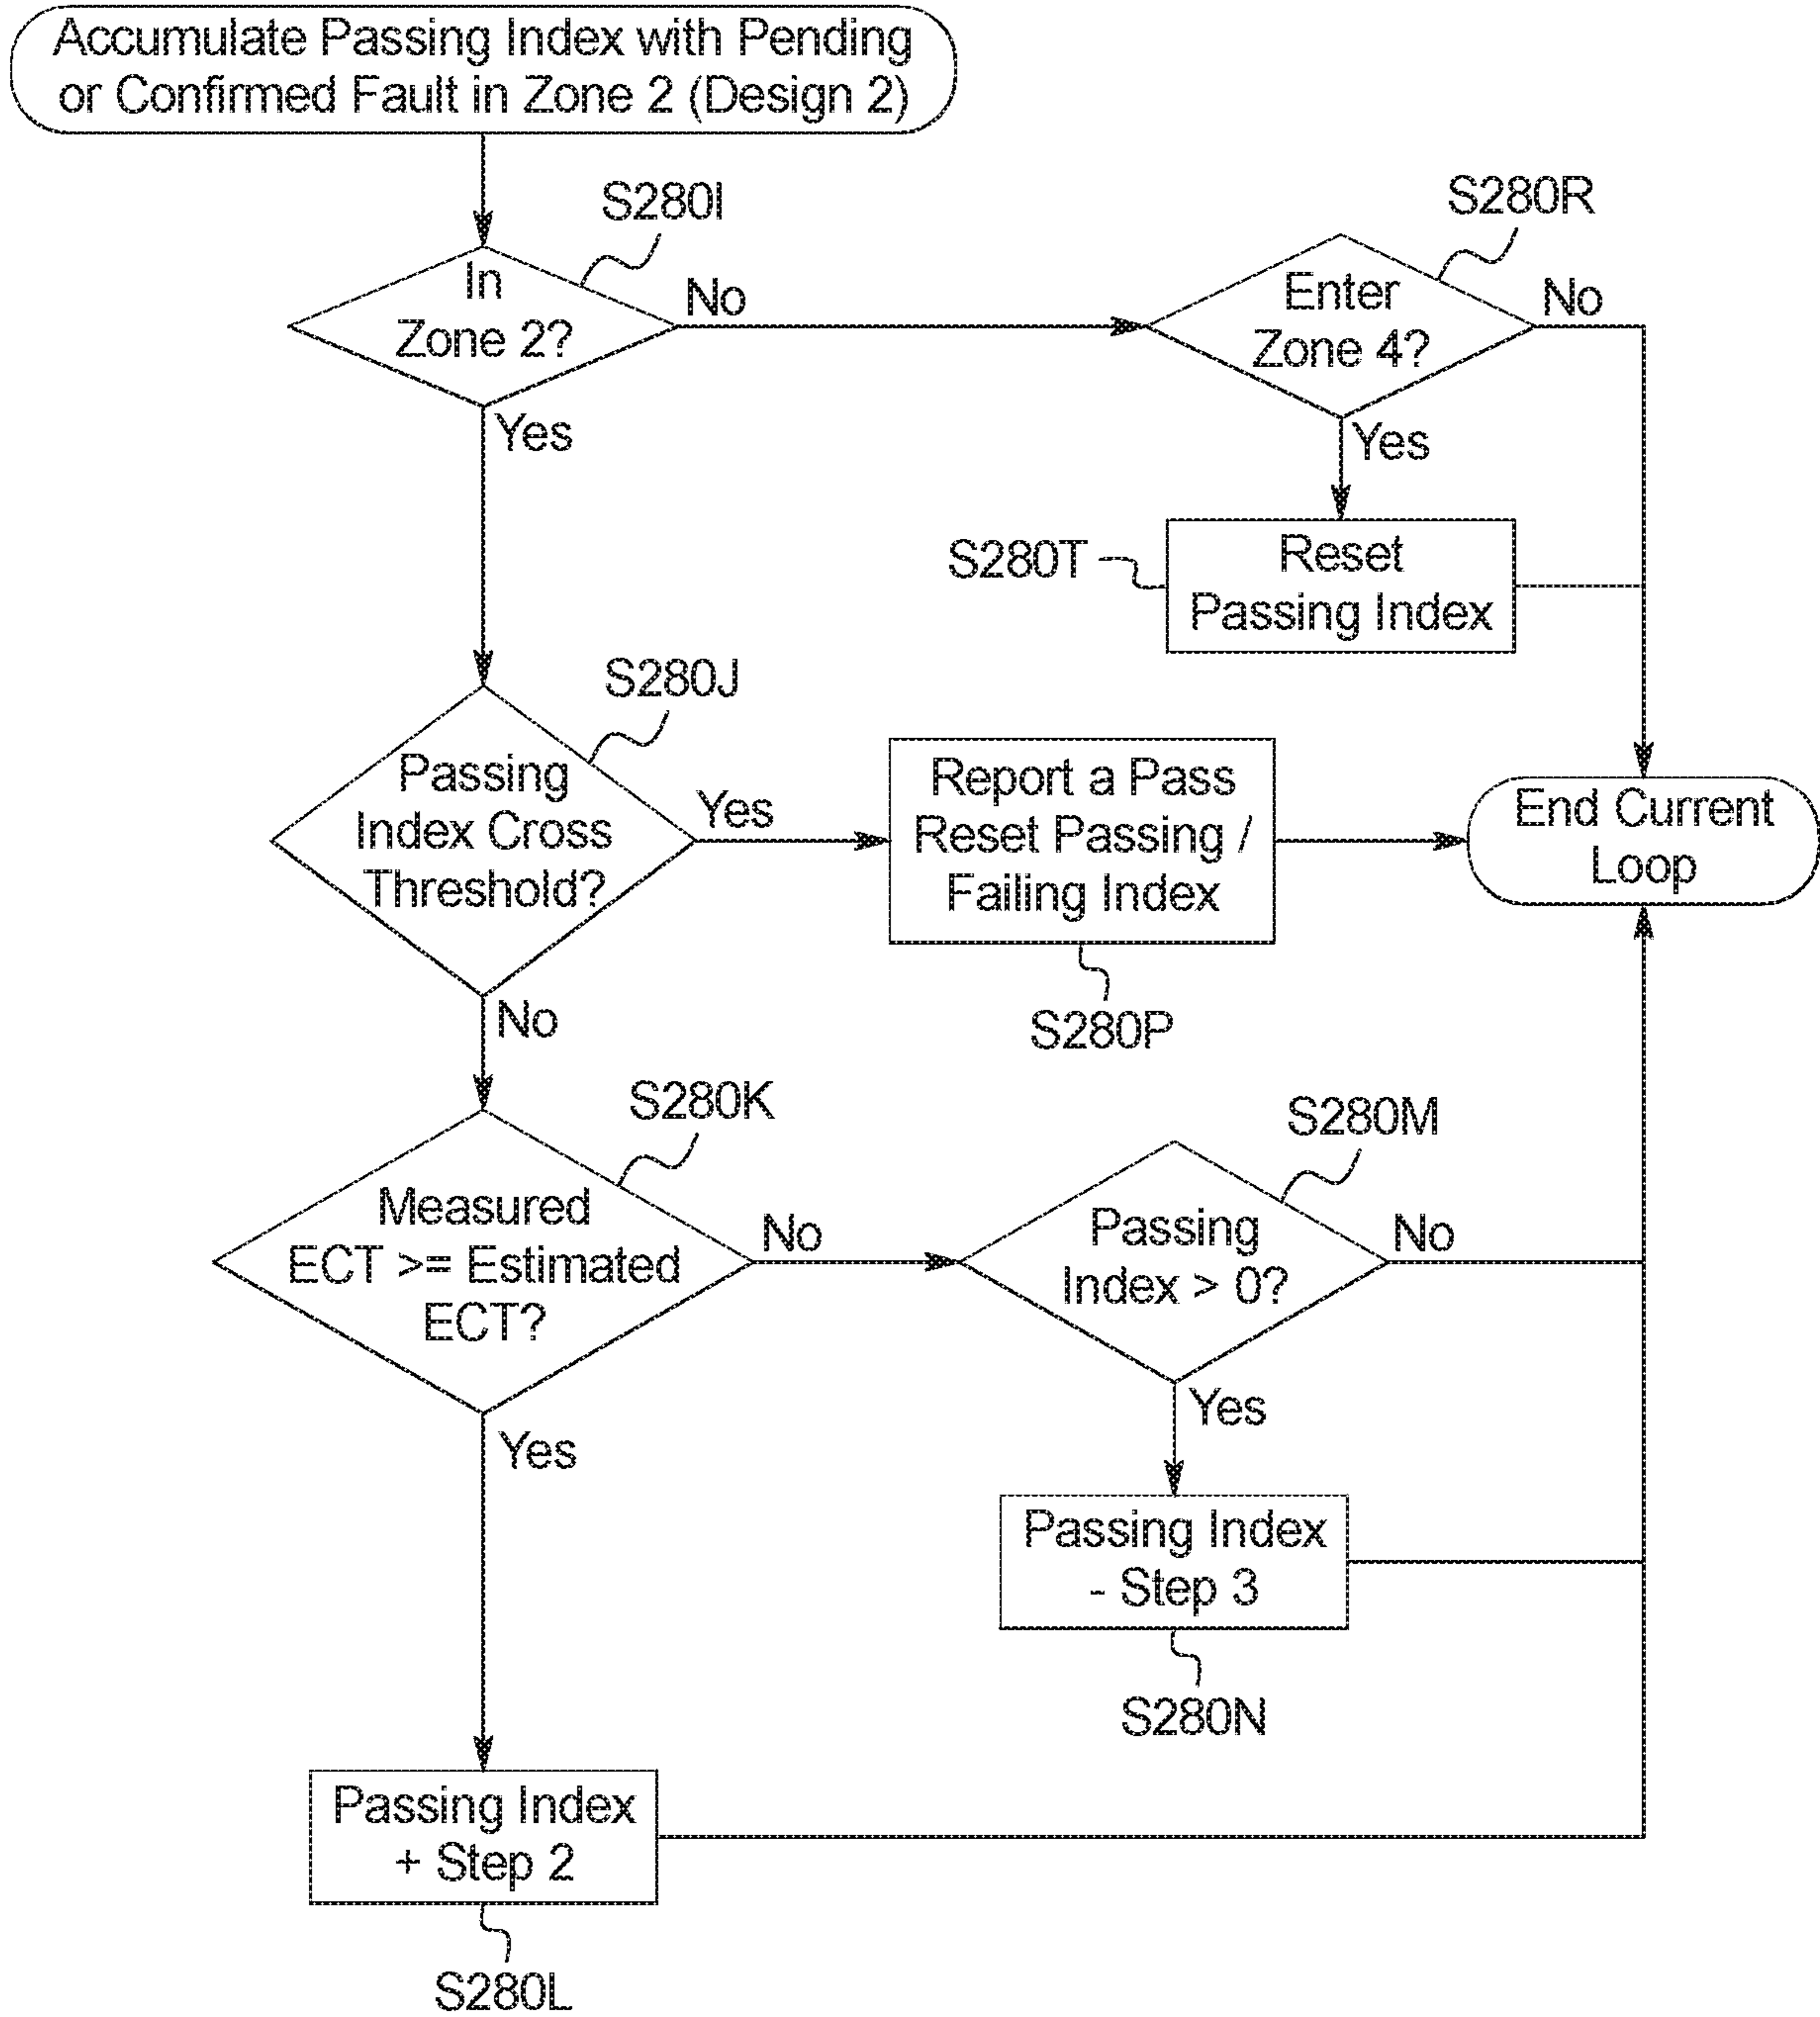 Accumulate Passing Index with Pending
or Confirmed Fault in Zone 2 (Design 2)
S280I
In
Zone 2?
No
Yes
S280R
Enter
Zone 4?
No
Yes
S280T
Reset
Passing Index
S280J
Passing
Index Cross
Threshold?
Yes
No
Report a Pass
Reset Passing /
Failing Index
S280P
End Current
Loop
S280K
Measured
ECT >= Estimated
ECT?
No
Yes
S280M
Passing
Index > 0?
No
Yes
Passing Index
- Step 3
S280N
Passing Index
+ Step 2
S280L